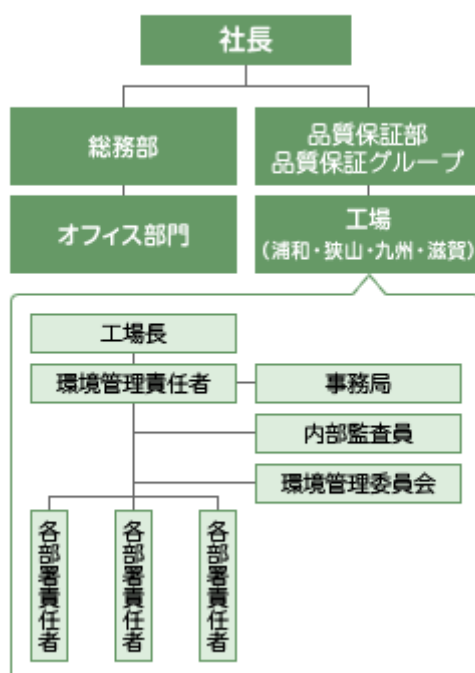 社長
総務部
品質保証部
品質保証グループ
オフィス部門
工場
(浦和・狭山・九州・滋賀)
工場長
環境管理責任者
事務局
内部監査員
環境管理委員会
各部署責任者
各部署責任者
各部署責任者